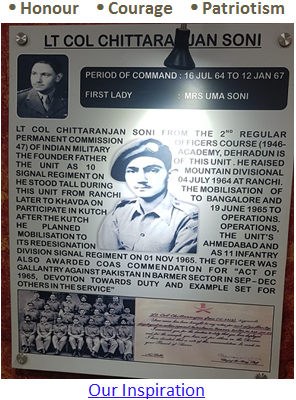 • Honour • Courage • Patriotism
LT COL CHITTARANJAN SONI
PERIOD OF COMMAND : 16 JUL 64 TO 12 JAN 67
FIRST LADY : MRS UMA SONI
LT COL CHITTARANJAN SONI FROM THE 2ND REGULAR
PERMANENT COMMISSION OFFICERS COURSE (1946-
47) OF INDIAN MILITARY ACADEMY, DEHRADUN IS
THE FOUNDER FATHER OF THIS UNIT. HE RAISED
THE UNIT AS 10 MOUNTAIN DIVISIONAL
SIGNAL REGIMENT ON 04 JULY 1964 AT RANCHI.
HE STOOD TALL DURING THE MOBILISATION OF
THIS UNIT FROM RANCHI TO BANGALORE AND
LATER TO KHAVDA ON 19 JUNE 1965 TO
PARTICIPATE IN KUTCH OPERATIONS.
AFTER THE KUTCH OPERATIONS,
HE PLANNED THE UNIT'S
MOBILISATION TO AHMEDABAD AND
ITS REDESIGNATION AS 11 INFANTRY
DIVISION SIGNAL REGIMENT ON 01 NOV 1965. THE OFFICER WAS
ALSO AWARDED COAS COMMENDATION FOR "ACT OF
GALLANTRY AGAINST PAKISTAN IN BARMER SECTOR IN SEP – DEC
1965, DEVOTION TOWARDS DUTY AND EXAMPLE SET FOR
OTHERS IN THE SERVICE"
Our Inspiration